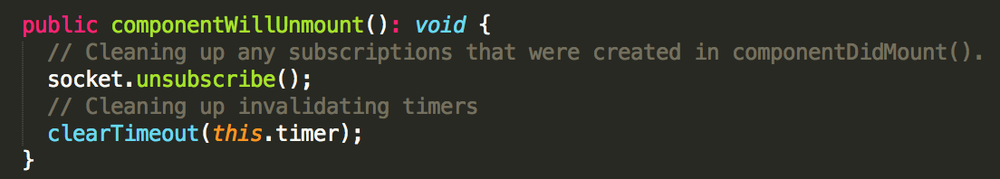 public componentWillUnmount(): void {
// Cleaning up any subscriptions that were created in componentDidMount().
socket.unsubscribe();
// Cleaning up invalidating timers
clearTimeout(this.timer);
}